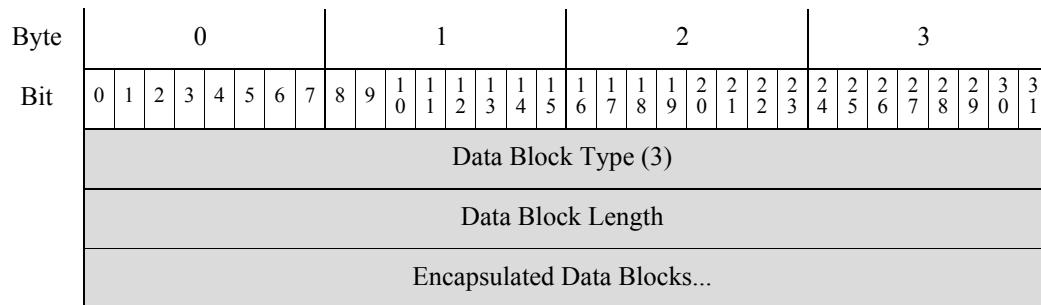 Byte 0 1 2 3
Bit 0 1 2 3 4 5 6 7 8 9 10 11 12 13 14 15 16 17 18 19 20 21 22 23 24 25 26 27 28 29 30 31
Data Block Type (3)
Data Block Length
Encapsulated Data Blocks...